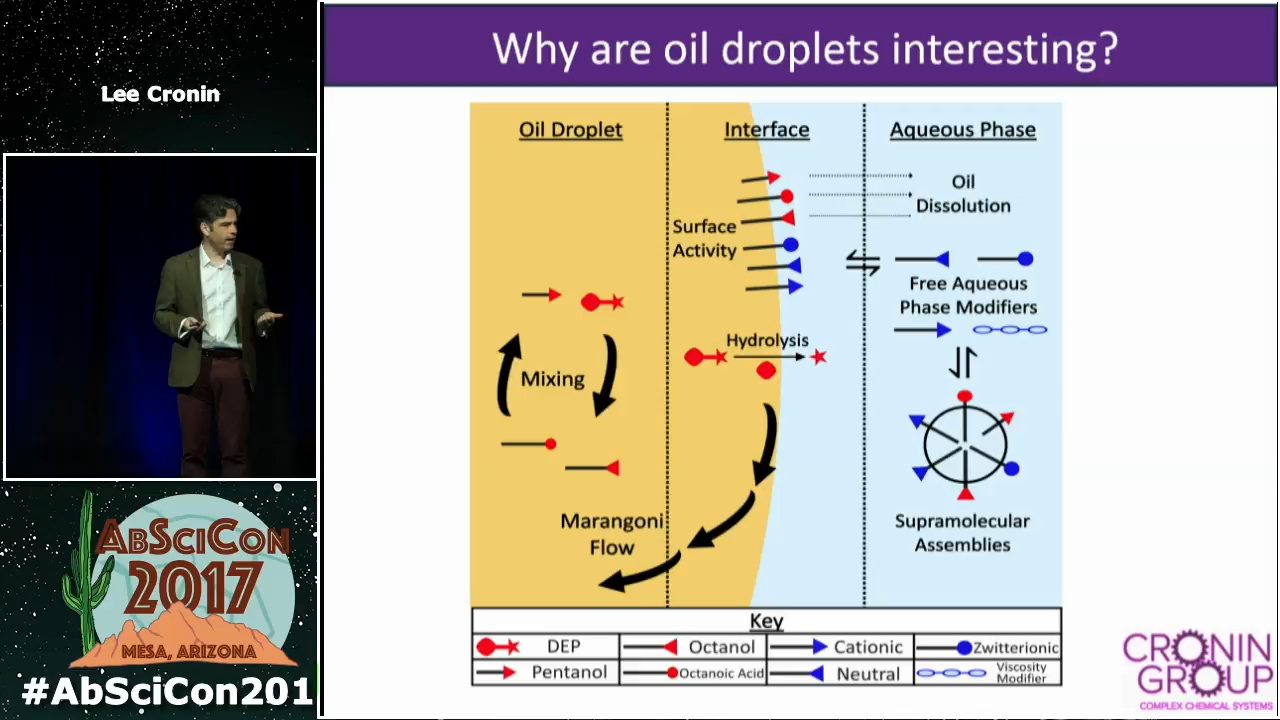 Why are oil droplets interesting?
Lee Cronin
Oil Droplet
Interface
Aqueous Phase
Oil
Dissolution
Surface
Activity
Free Aqueous
Phase Modifiers
Hydrolysis
Mixing
Marangoni
Flow
Supramolecular
Assemblies
Key
DEP
Octanol
Cationic
Zwitterionic
Pentanol
Octanoic Acid
Neutral
Viscosity
Modifier
ABSCICON
2017
MESA, ARIZONA
#AbSciCon201
CRONIN
GROUP
COMPLEX CHEMICAL SYSTEMS